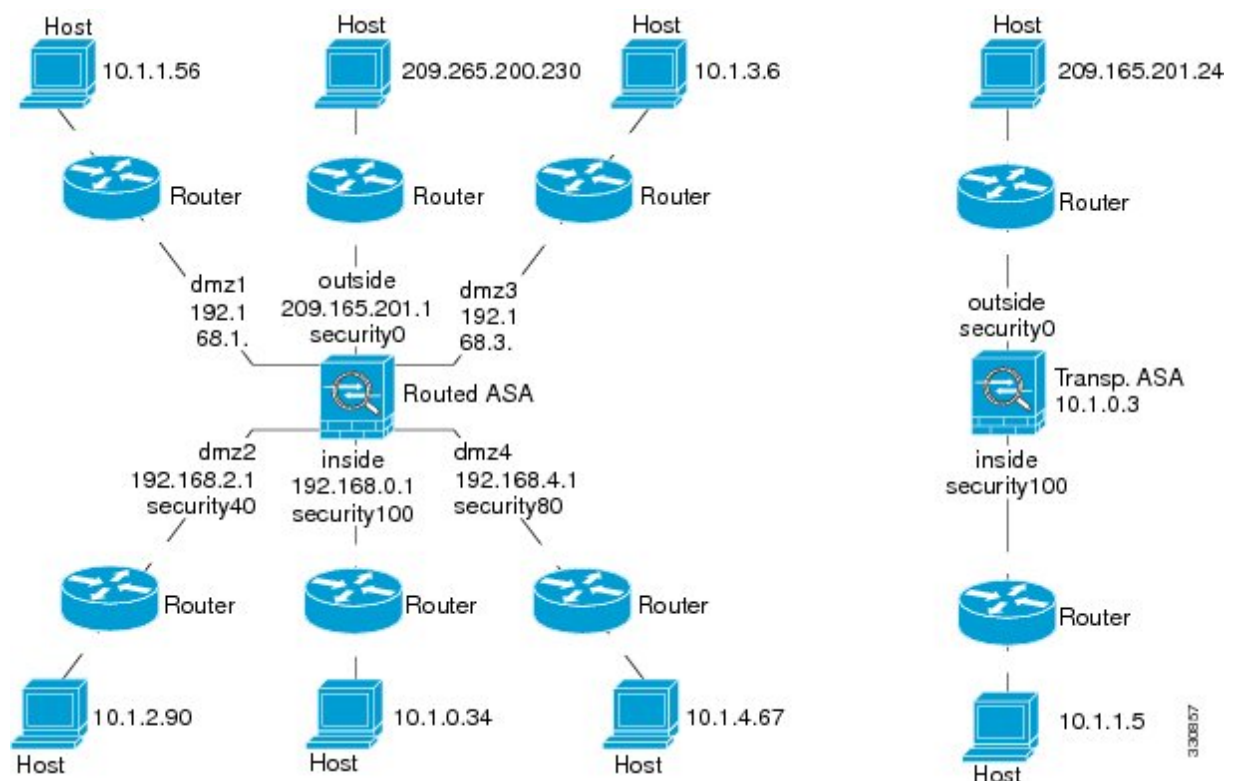 Host
10.1.1.56
Router
Host
209.265.200.230
Router
Host
10.1.3.6
Router
dmz1
192.1
68.1.
outside
209.165.201.1
security0
dmz3
192.1
68.3.
Routed ASA
dmz2
192.168.2.1
security40
inside
192.168.0.1
security100
dmz4
192.168.4.1
security80
Router
10.1.2.90
Host
Router
10.1.0.34
Host
Router
10.1.4.67
Host
Host
209.165.201.24
Router
outside
security0
Transp. ASA
10.1.0.3
inside
security100
Router
10.1.1.5
Host
330857